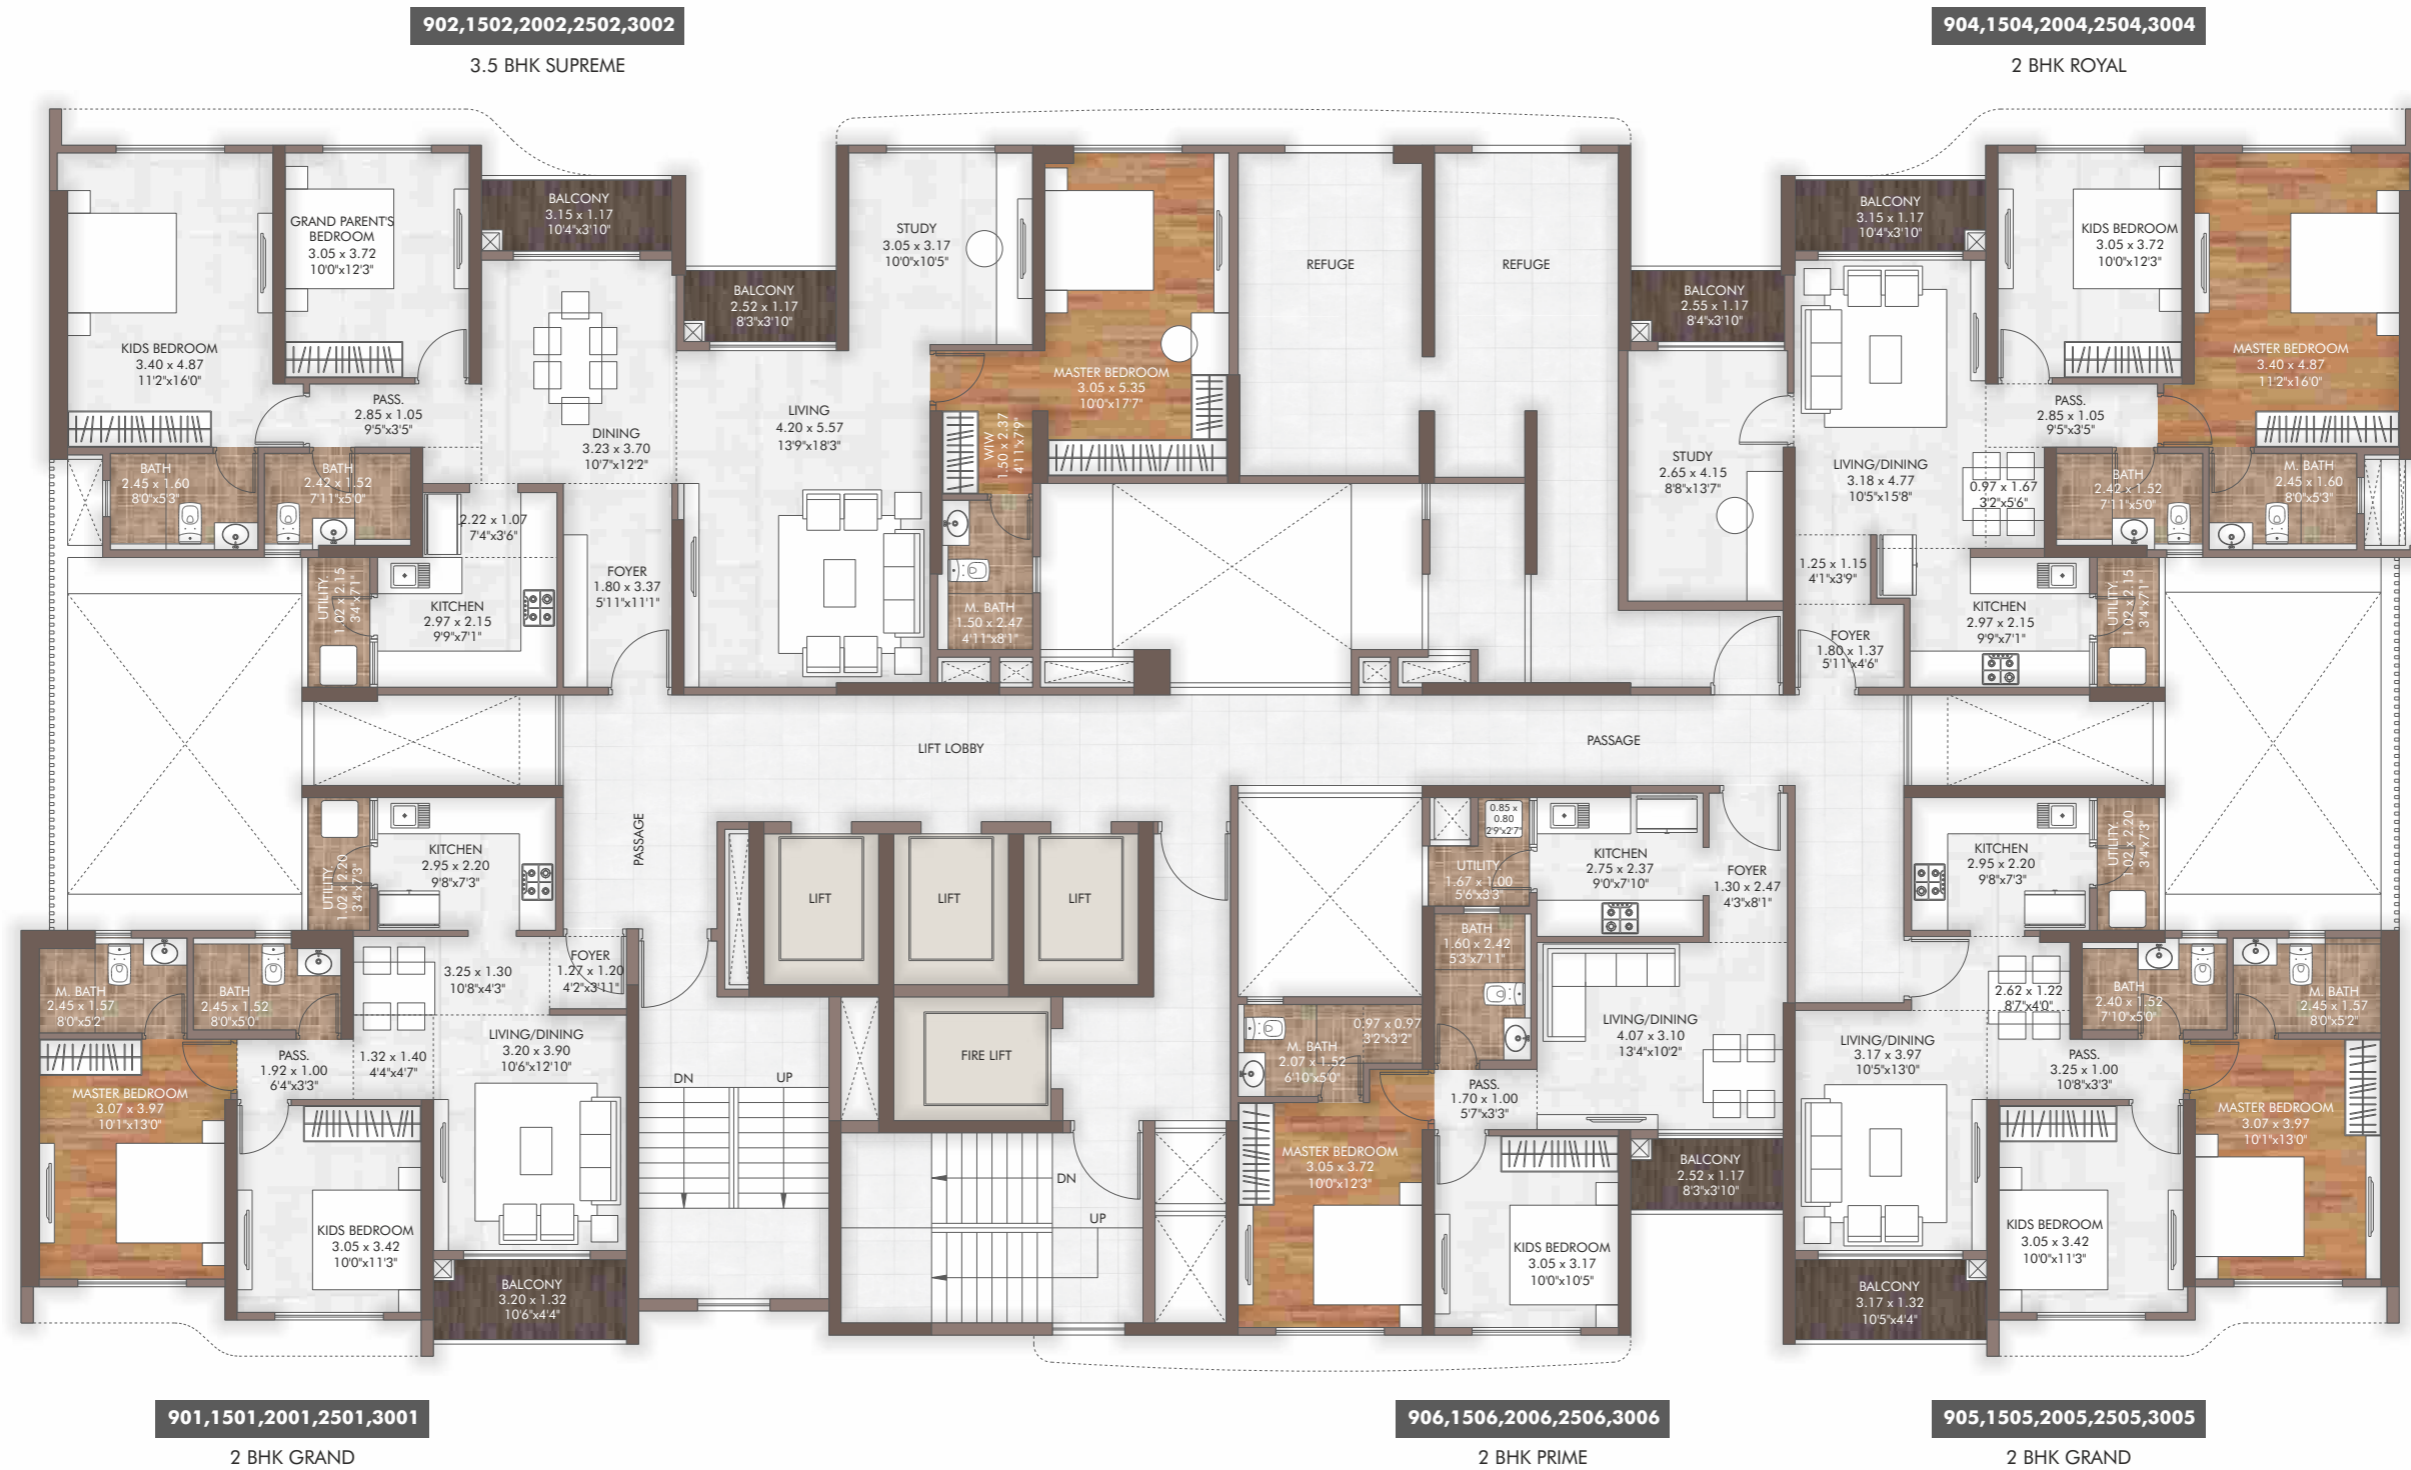 902,1502,2002,2502,3002
3.5 BHK SUPREME
904,1504,2004,2504,3004
2 BHK ROYAL
KIDS BEDROOM
3.40 x 4.87
11'2"x16'0"
GRAND PARENT'S
BEDROOM
3.05 x 3.72
10'0"x12'3"
BALCONY
3.15 x 1.17
10'4"x3'10"
BALCONY
2.52 x 1.17
8'3"x3'10"
STUDY
3.05 x 3.17
10'0"x10'5"
MASTER BEDROOM
3.05 x 5.35
10'0"x17'7"
PASS.
2.85 x 1.05
9'5"x3'5"
DINING
3.23 x 3.70
10'7"x12'2"
LIVING
4.20 x 5.57
13'9"x18'3"
WIW
1.50 x 2.37
4'11"x7'9"
BATH
2.45 x 1.60
8'0"x5'3"
BATH
2.42 x 1.52
7'11"x5'0"
2.22 x 1.07
7'4"x3'6"
UTILITY.
1.02 x 2.15
3'4"x7'1"
KITCHEN
2.97 x 2.15
9'9"x7'1"
FOYER
1.80 x 3.37
5'11"x11'1"
M. BATH
1.50 x 2.47
4'11"x8'1"
REFUGE
REFUGE
BALCONY
2.55 x 1.17
8'4"x3'10"
BALCONY
3.15 x 1.17
10'4"x3'10"
KIDS BEDROOM
3.05 x 3.72
10'0"x12'3"
MASTER BEDROOM
3.40 x 4.87
11'2"x16'0"
PASS.
2.85 x 1.05
9'5"x3'5"
STUDY
2.65 x 4.15
8'8"x13'7"
LIVING/DINING
3.18 x 4.77
10'5"x15'8"
0.97 x 1.67
3'2"x5'6"
BATH
2.42 x 1.52
7'11"x5'0"
M. BATH
2.45 x 1.60
8'0"x5'3"
1.25 x 1.15
4'1"x3'9"
KITCHEN
2.97 x 2.15
9'9"x7'1"
UTILITY.
1.02 x 2.15
3'4"x7'1"
FOYER
1.80 x 1.37
5'11"x4'6"
LIFT LOBBY
PASSAGE
PASSAGE
LIFT
LIFT
LIFT
FIRE LIFT
DN
UP
DN
UP
UTILITY.
1.02 x 2.20
3'4"x7'3"
KITCHEN
2.95 x 2.20
9'8"x7'3"
M. BATH
2.45 x 1.57
8'0"x5'2"
BATH
2.45 x 1.52
8'0"x5'0"
3.25 x 1.30
10'8"x4'3"
FOYER
1.27 x 1.20
4'2"x3'11"
PASS.
1.92 x 1.00
6'4"x3'3"
1.32 x 1.40
4'4"x4'7"
LIVING/DINING
3.20 x 3.90
10'6"x12'10"
MASTER BEDROOM
3.07 x 3.97
10'1"x13'0"
KIDS BEDROOM
3.05 x 3.42
10'0"x11'3"
BALCONY
3.20 x 1.32
10'6"x4'4"
0.85 x
0.80
2'9"x2'7"
UTILITY.
1.67 x 1.00
5'6"x3'3"
KITCHEN
2.75 x 2.37
9'0"x7'10"
FOYER
1.30 x 2.47
4'3"x8'1"
BATH
1.60 x 2.42
5'3"x7'11"
0.97 x 0.97
3'2"x3'2"
M. BATH
2.07 x 1.52
6'10"x5'0"
LIVING/DINING
4.07 x 3.10
13'4"x10'2"
PASS.
1.70 x 1.00
5'7"x3'3"
MASTER BEDROOM
3.05 x 3.72
10'0"x12'3"
BALCONY
2.52 x 1.17
8'3"x3'10"
KIDS BEDROOM
3.05 x 3.17
10'0"x10'5"
KITCHEN
2.95 x 2.20
9'8"x7'3"
UTILITY.
1.02 x 2.20
3'4"x7'3"
2.62 x 1.22
8'7"x4'0"
BATH
2.40 x 1.52
7'10"x5'0"
M. BATH
2.45 x 1.57
8'0"x5'2"
LIVING/DINING
3.17 x 3.97
10'5"x13'0"
PASS.
3.25 x 1.00
10'8"x3'3"
MASTER BEDROOM
3.07 x 3.97
10'1"x13'0"
KIDS BEDROOM
3.05 x 3.42
10'0"x11'3"
BALCONY
3.17 x 1.32
10'5"x4'4"
901,1501,2001,2501,3001
2 BHK GRAND
906,1506,2006,2506,3006
2 BHK PRIME
905,1505,2005,2505,3005
2 BHK GRAND